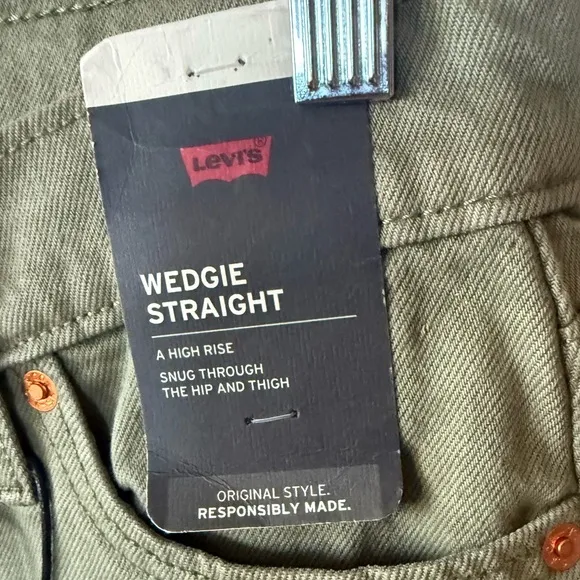 Levi's®
WEDGIE
STRAIGHT
A HIGH RISE
SNUG THROUGH
THE HIP AND THIGH
ORIGINAL STYLE.
RESPONSIBLY MADE.